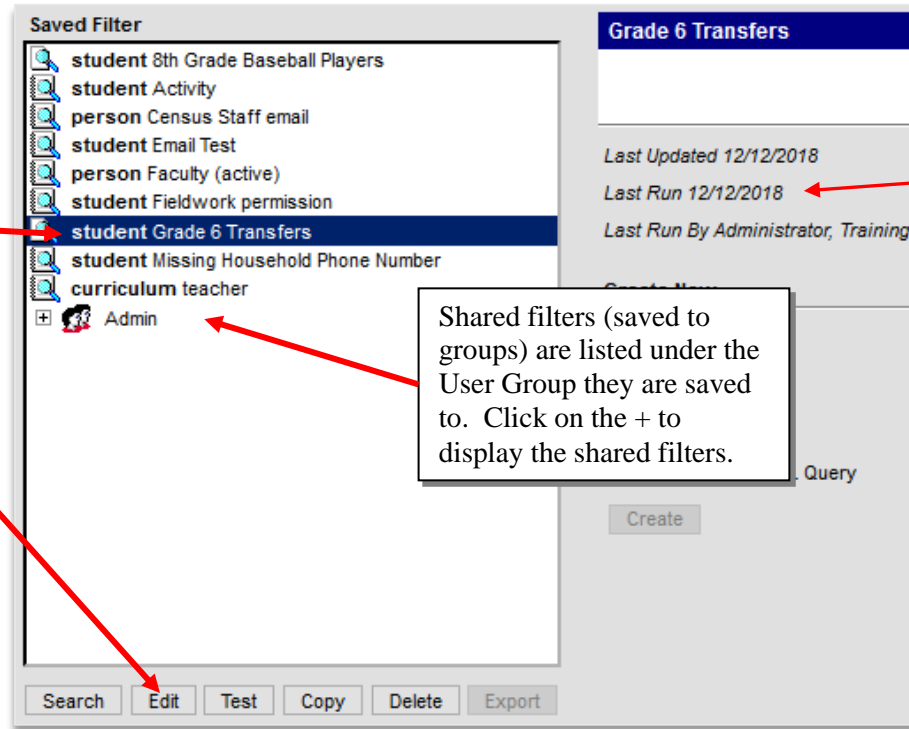 Saved Filter
student 8th Grade Baseball Players
student Activity
person Census Staff email
student Email Test
person Faculty (active)
student Fieldwork permission
student Grade 6 Transfers
student Missing Household Phone Number
curriculum teacher
Admin
Search Edit Test Copy Delete Export
Grade 6 Transfers
Last Updated 12/12/2018
Last Run 12/12/2018
Last Run By Administrator, Training
Shared filters (saved to
groups) are listed under the
User Group they are saved
to. Click on the + to
display the shared filters.
Query
Create